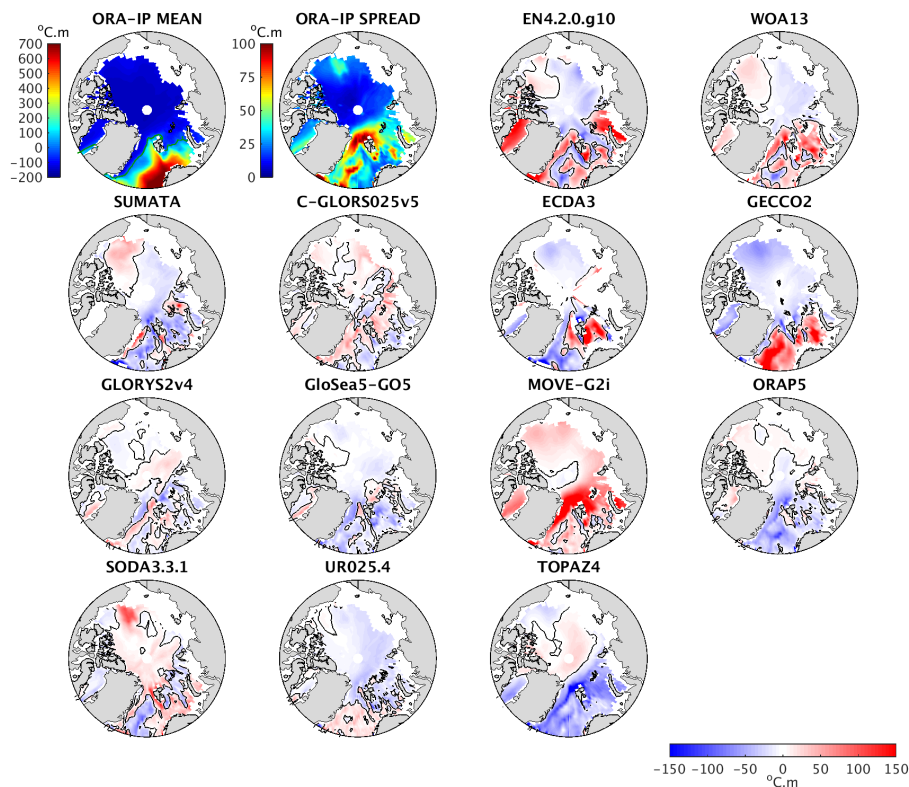 ORA-IP MEAN
ORA-IP SPREAD
EN4.2.0.g10
WOA13
°C.m
700
600
500
400
300
200
100
0
−100
−200
°C.m
100
75
50
25
0
SUMATA
C-GLORS025v5
ECDA3
GECCO2
GLORYS2v4
GloSea5-GO5
MOVE-G2i
ORAP5
SODA3.3.1
UR025.4
TOPAZ4
−150 −100 −50 0 50 100 150
°C.m